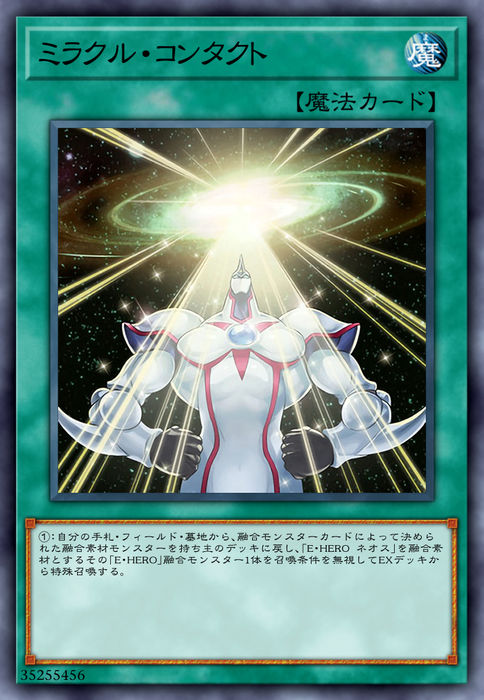 ミラクル・コンタクト
魔
【魔法カード】
①：自分の手札・フィールド・墓地から、融合モンスターカードによって決めら
れた融合素材モンスターを持ち主のデッキに戻し、「E・HERO ネオス」を融合素
材とするその「E・HERO」融合モンスター1体を召喚条件を無視してEXデッキか
ら特殊召喚する。
35255456